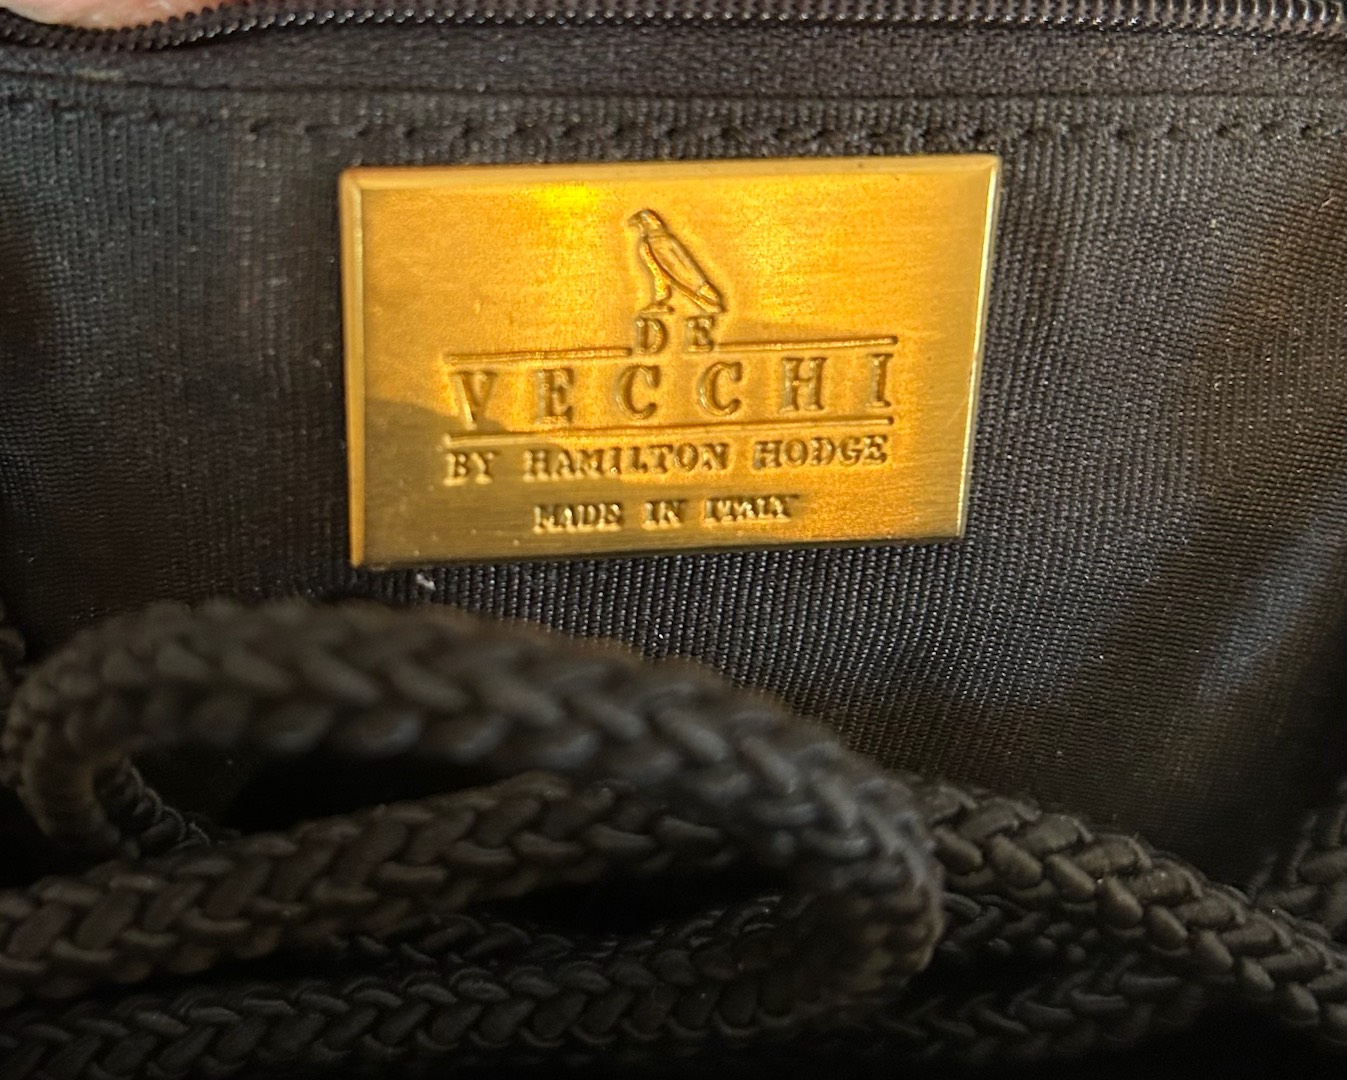 DE
VECCHI
BY HAMILTON HODGE
MADE IN ITALY